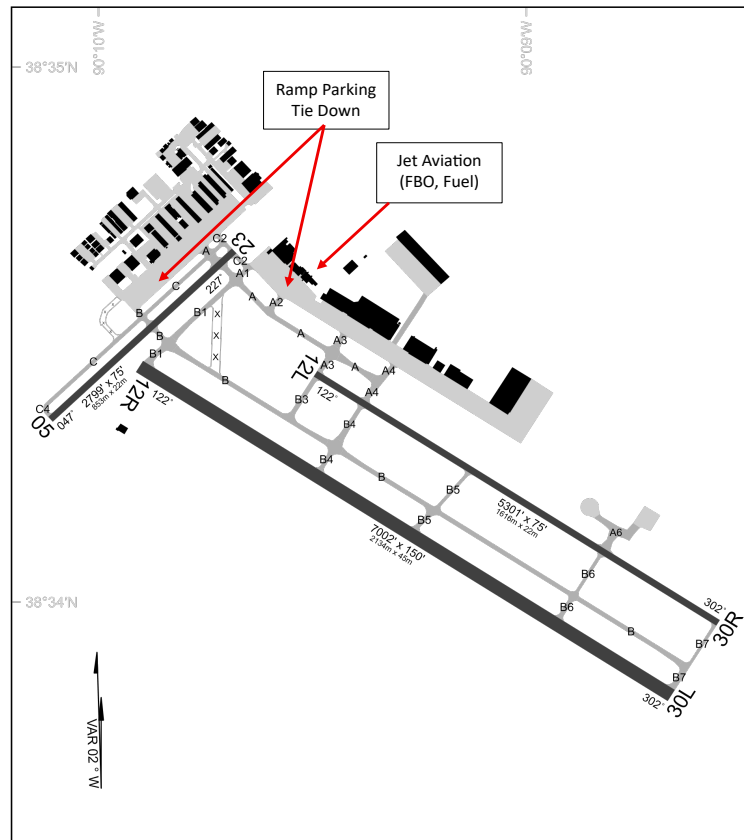 90°10'W
90°09'W
38°35'N
Ramp Parking
Tie Down
Jet Aviation
(FBO, Fuel)
C2
23
A
C2
227°
A1
C
A
A2
B
B1
X
A
A3
X
B
12L
B1
X
A3
A
A4
C
122°
A4
12R
122°
B
C4
2799' x 75'
853m x 22m
05
047°
B3
B4
B4
B
B5
5301' x 75'
1616m x 22m
B5
7002' x 150'
2134m x 45m
A6
B6
38°34'N
B6
302°
30R
B
B7
B7
302°
30L
VAR 02° W